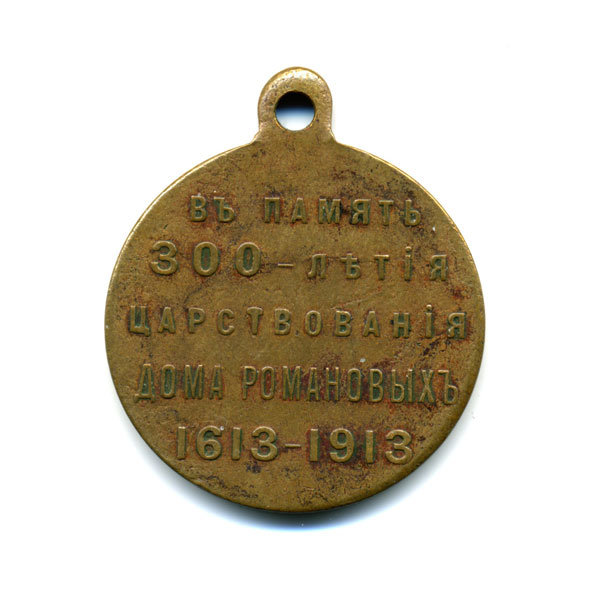 ВЪ ПАМЯТЬ
300-ЛѢТІЯ
ЦАРСТВОВАНІЯ
ДОМА РОМАНОВЫХЪ
1613-1913